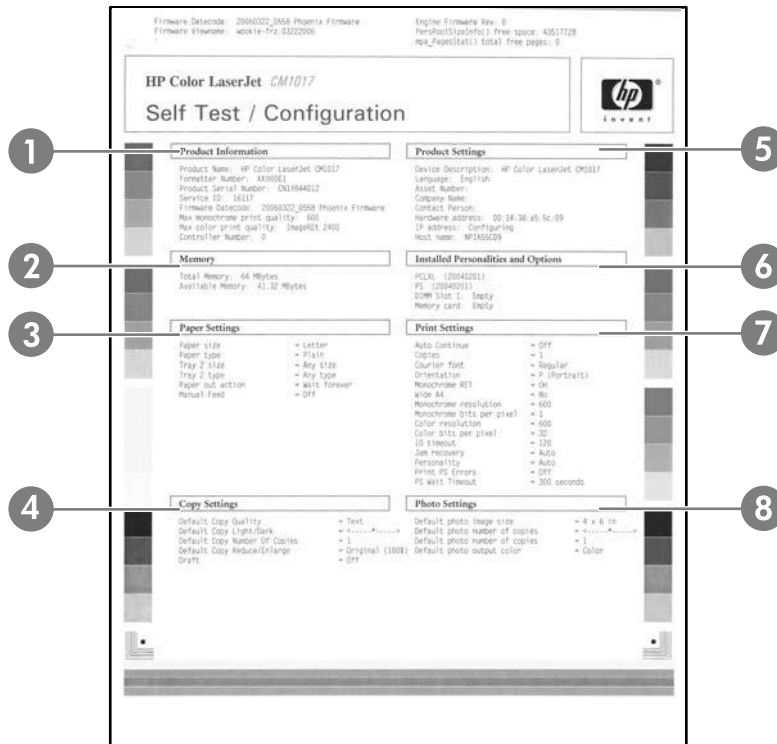 Firmware Datecode: 20060322_0558 Phoenix Firmware
Firmware Viewname: wookie-frz.03222006
Engine Firmware Rev: 0
PersPoolSizeInfo() free space: 43517728
mpa_PagesStat() total free pages: 0
HP Color LaserJet CM1017
Self Test / Configuration
hp
®
invent
1
Product Information
Product Name: HP Color LaserJet CM1017
Formatter Number: KK000E1
Product Serial Number: CN1Y644012
Service ID: 16117
Firmware Datecode: 20060322_0558 Phoenix Firmware
Max monochrome print quality: 600
Max color print quality: ImageREt 2400
Controller Number: 0
2
Memory
Total Memory: 64 MBytes
Available Memory: 41.32 MBytes
3
Paper Settings
Paper size = Letter
Paper type = Plain
Tray 2 size = Any size
Tray 2 type = Any type
Paper out action = Wait forever
Manual Feed = Off
4
Copy Settings
Default Copy Quality = Text
Default Copy Light/Dark = <-----*----->
Default Copy Number Of Copies = 1
Default Copy Reduce/Enlarge = Original (100%)
Draft = Off
5
Product Settings
Device Description: HP Color LaserJet CM1017
Language: English
Asset Number:
Company Name:
Contact Person:
Hardware address: 00:14:38:a5:5c:09
IP address: Configuring
Host name: NPIA55C09
6
Installed Personalities and Options
PCLXL (20040201)
PS (20040201)
DIMM Slot 1: Empty
Memory card: Empty
7
Print Settings
Auto Continue = Off
Copies = 1
Courier font = Regular
Orientation = P (Portrait)
Monochrome RET = On
Wide A4 = No
Monochrome resolution = 600
Monochrome bits per pixel = 1
Color resolution = 600
Color bits per pixel = 32
IO timeout = 120
Jam recovery = Auto
Personality = Auto
Print PS Errors = Off
PS Wait Timeout = 300 seconds
8
Photo Settings
Default photo image size = 4 x 6 in
Default photo number of copies = <-----*----->
Default photo number of copies = 1
Default photo output color = Color